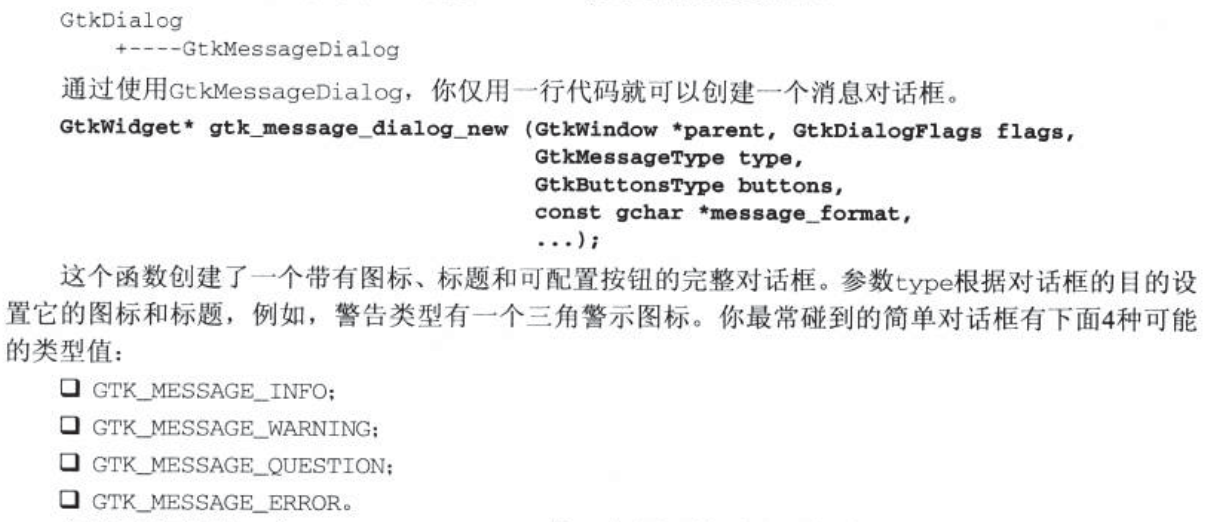 GtkDialog
+----GtkMessageDialog
通过使用GtkMessageDialog，你仅用一行代码就可以创建一个消息对话框。
GtkWidget* gtk_message_dialog_new (GtkWindow *parent, GtkDialogFlags flags,
GtkMessageType type,
GtkButtonsType buttons,
const gchar *message_format,
...);
这个函数创建了一个带有图标、标题和可配置按钮的完整对话框。参数type根据对话框的目的设
置它的图标和标题，例如，警告类型有一个三角警示图标。你最常碰到的简单对话框有下面4种可能
的类型值：
❑ GTK_MESSAGE_INFO;
❑ GTK_MESSAGE_WARNING;
❑ GTK_MESSAGE_QUESTION;
❑ GTK_MESSAGE_ERROR。